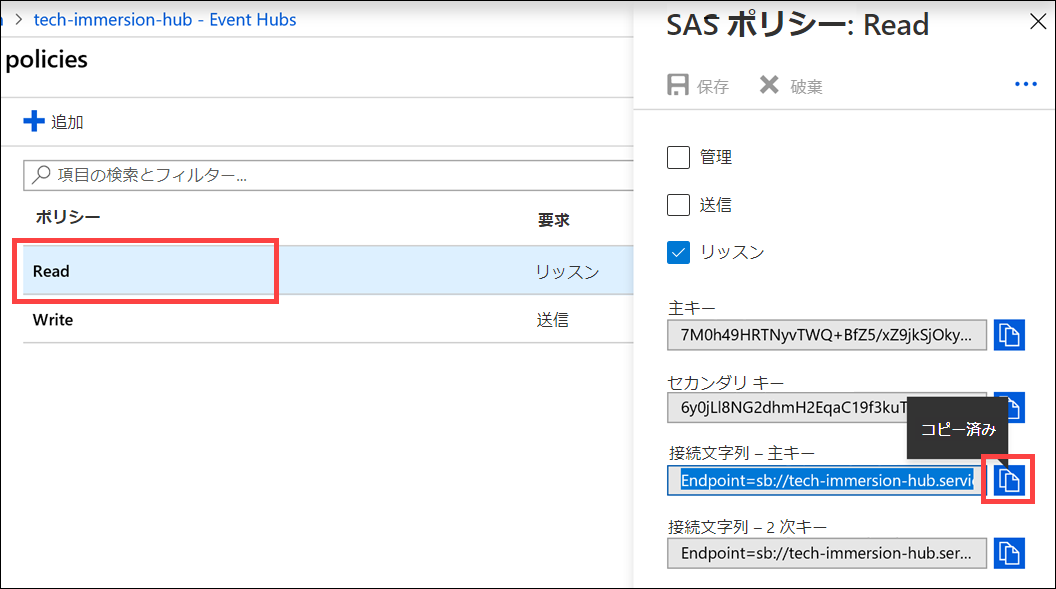 > tech-immersion-hub - Event Hubs
policies
追加
項目の検索とフィルター...
ポリシー 要求
Read リッスン
Write 送信
SAS ポリシー: Read
保存 破棄
管理
送信
リッスン
主キー
7M0h49HRTNyvTWQ+BfZ5/xZ9jkSjOky...
セカンダリ キー
6y0jLl8NG2dhmH2EqaC19f3kuT
コピー済み
接続文字列 – 主キー
Endpoint=sb://tech-immersion-hub.servi
接続文字列 – 2 次キー
Endpoint=sb://tech-immersion-hub.ser...